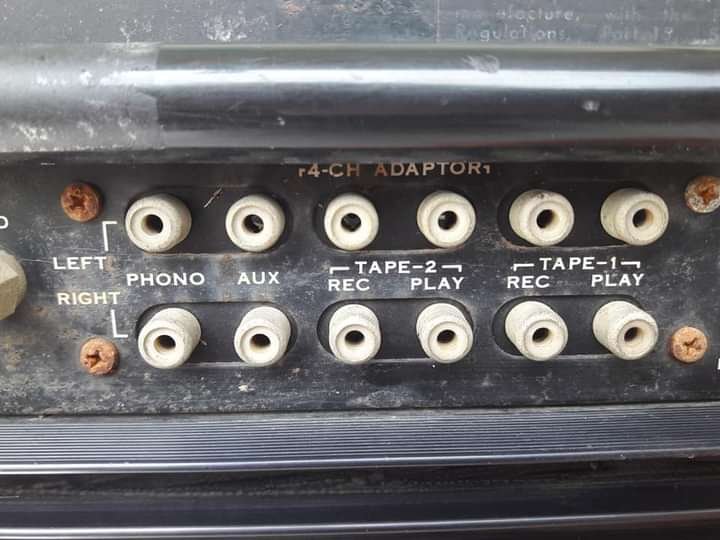 manufacture, with the
Regulations, Part 15
4-CH ADAPTOR
LEFT
PHONO AUX
TAPE-2
REC PLAY
TAPE-1
REC PLAY
RIGHT